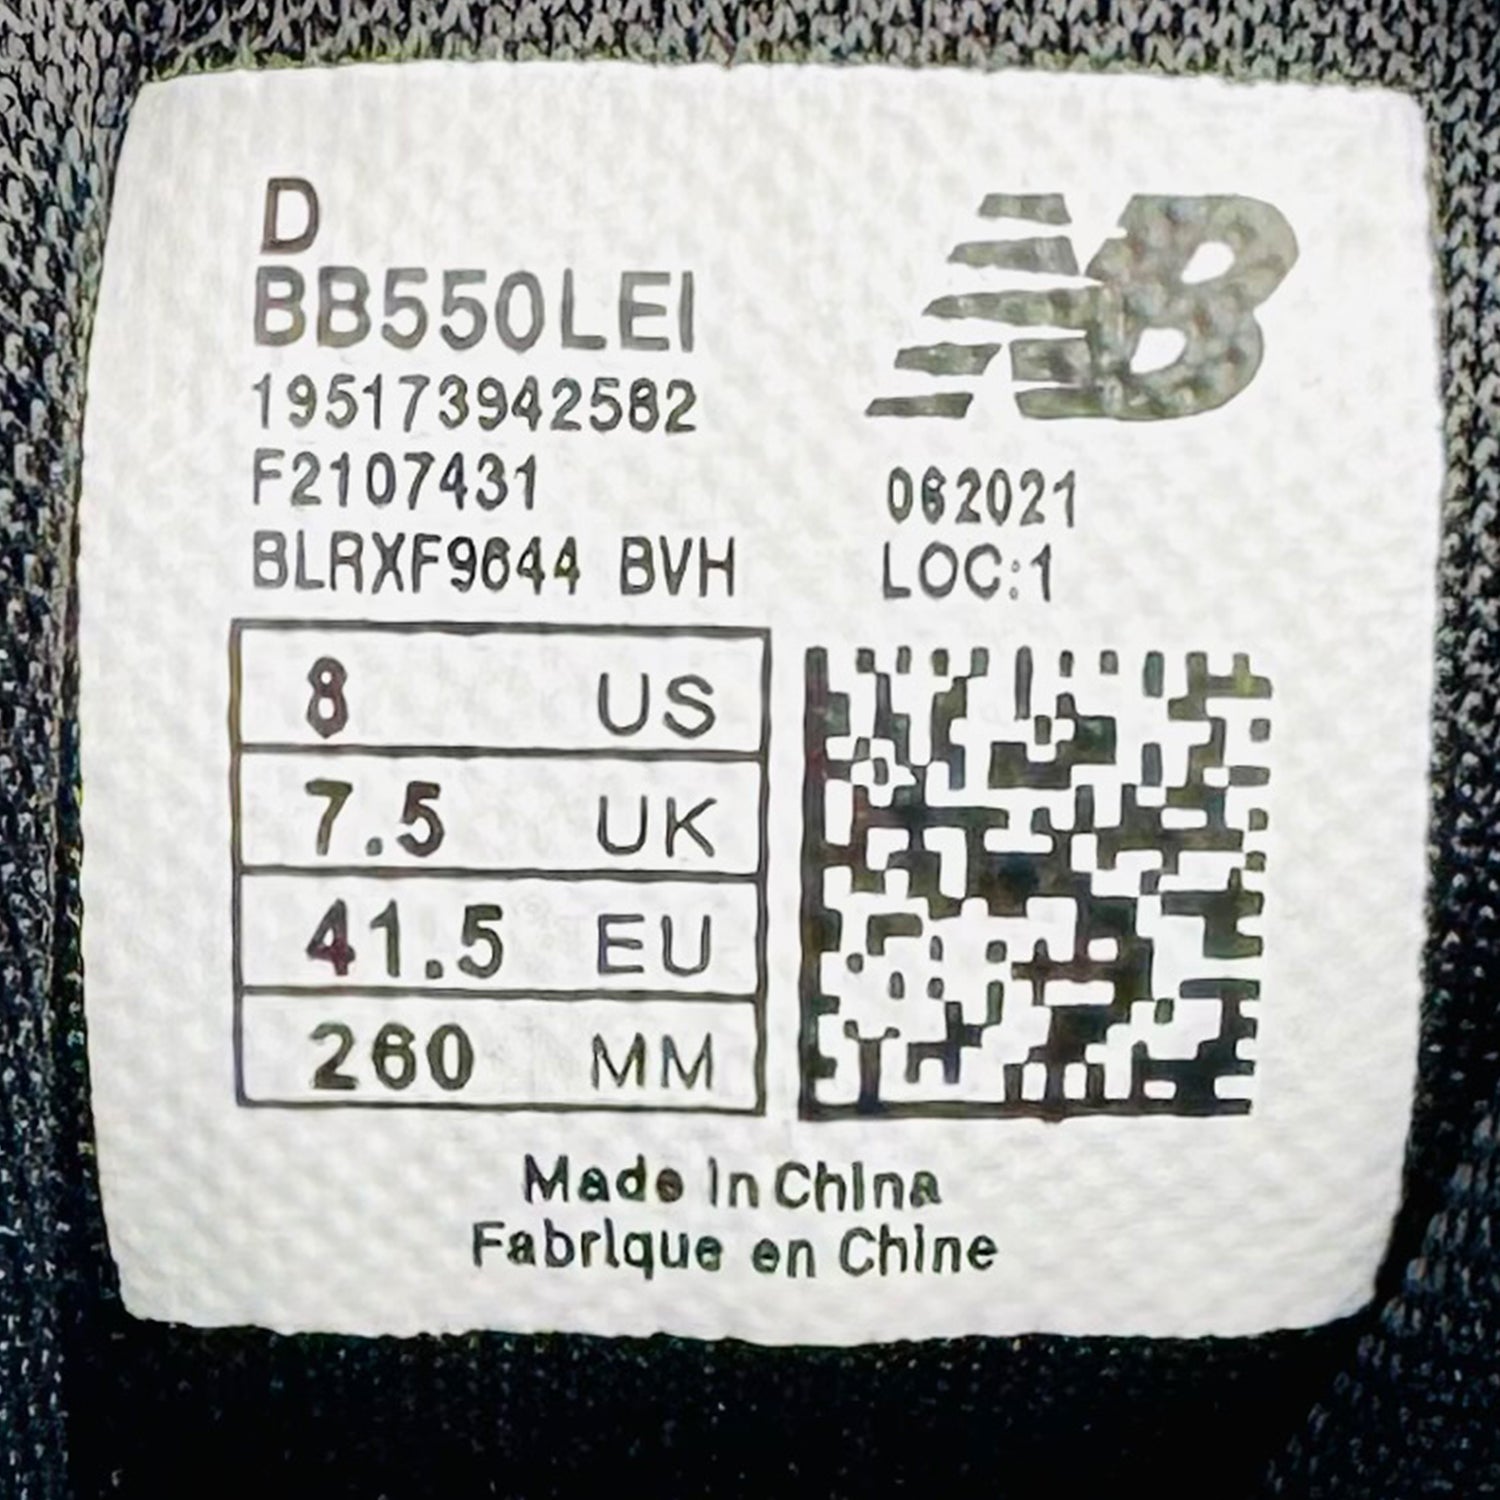 D
BB550LEI
195173942582
F2107431
BLRXF9644 BVH
NB
062021
LOC:1
8 US
7.5 UK
41.5 EU
260 MM
Made in China
Fabrique en Chine